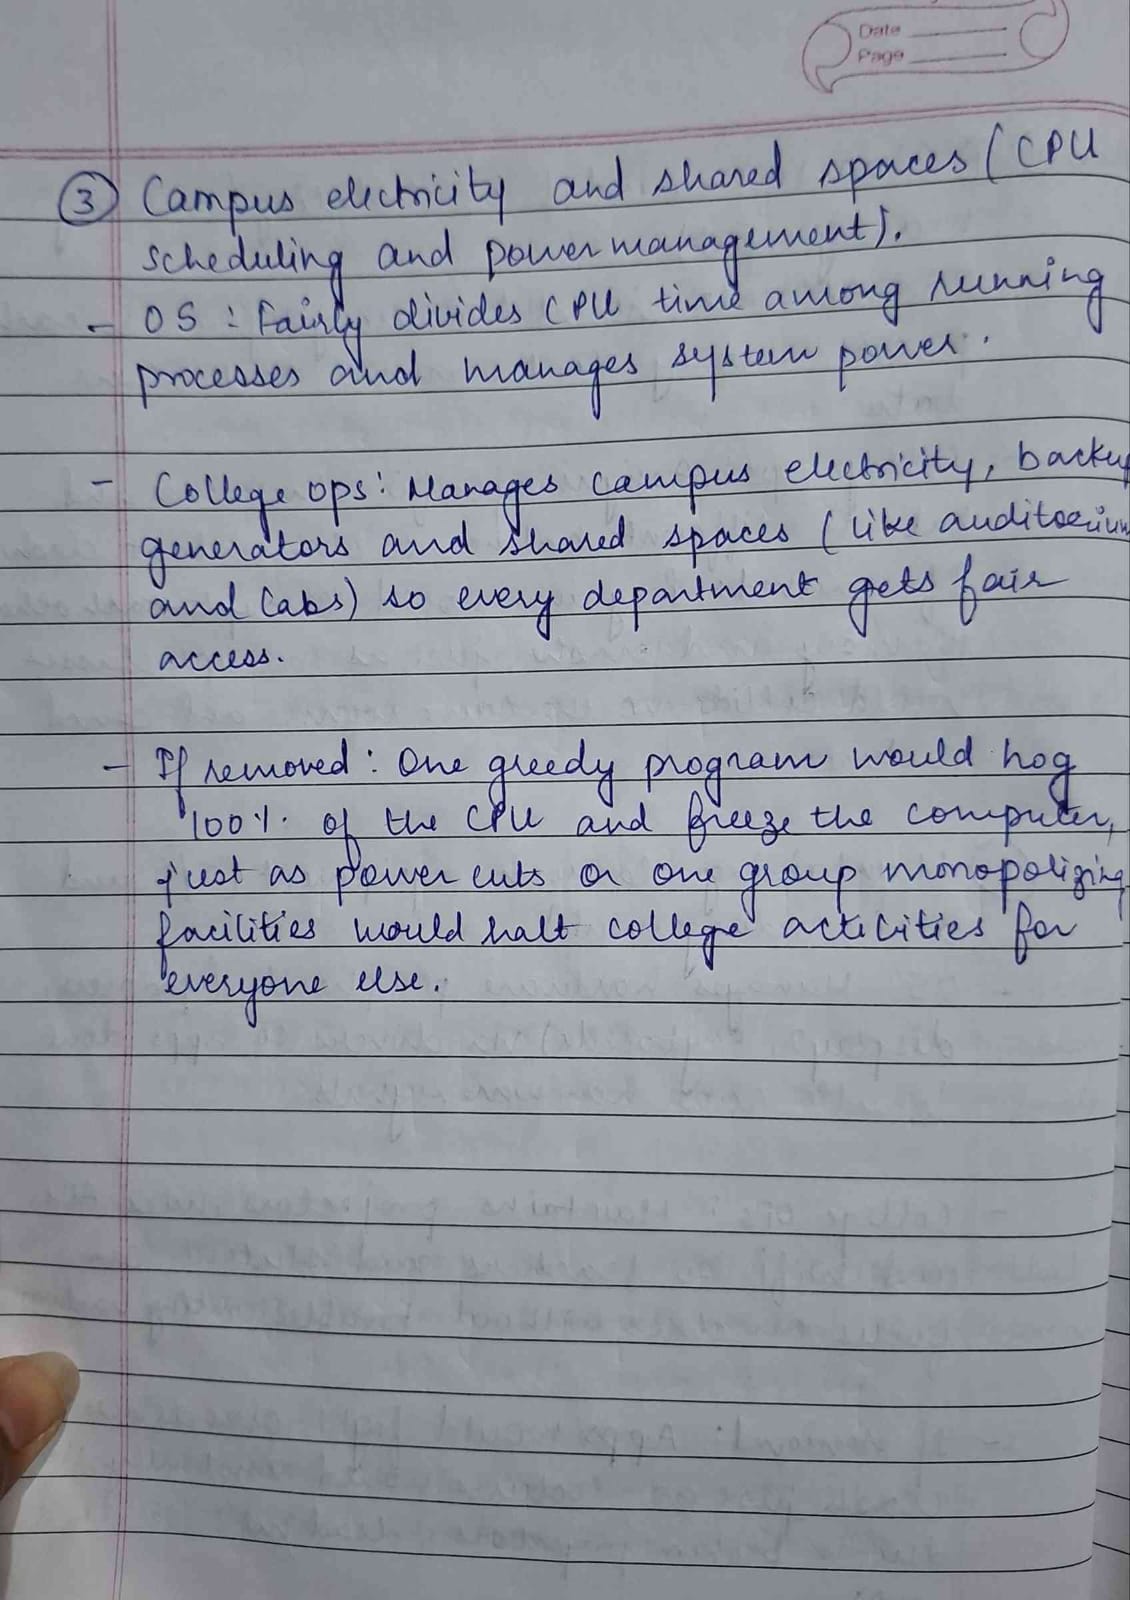 Date
Page
③ Campus electricity and shared spaces (CPU
scheduling and power management).
- OS : Fairly divides CPU time among running
processes and manages system power.
- College ops: Manages campus electricity, backup
generators and shared spaces (like auditorium
and labs) so every department gets fair
access.
- If removed: One greedy program would hog
100% of the CPU and freeze the computer,
just as power cuts or one group monopolizing
facilities would halt college activities for
everyone else.